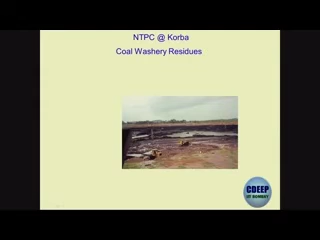 NTPC @ Korba
Coal Washery Residues
CDEEP
IIT BOMBAY